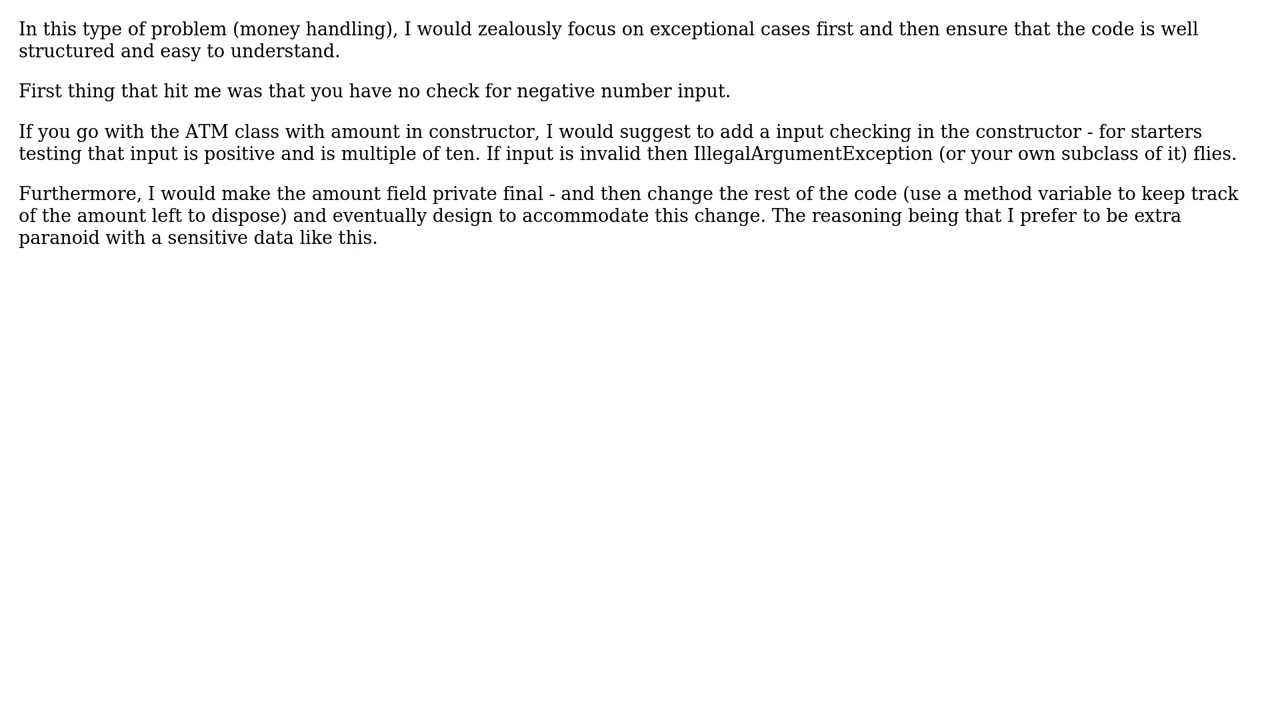 In this type of problem (money handling), I would zealously focus on exceptional cases first and then ensure that the code is well
structured and easy to understand.
First thing that hit me was that you have no check for negative number input.
If you go with the ATM class with amount in constructor, I would suggest to add a input checking in the constructor - for starters
testing that input is positive and is multiple of ten. If input is invalid then IllegalArgumentException (or your own subclass of it) flies.
Furthermore, I would make the amount field private final - and then change the rest of the code (use a method variable to keep track
of the amount left to dispose) and eventually design to accommodate this change. The reasoning being that I prefer to be extra
paranoid with a sensitive data like this.